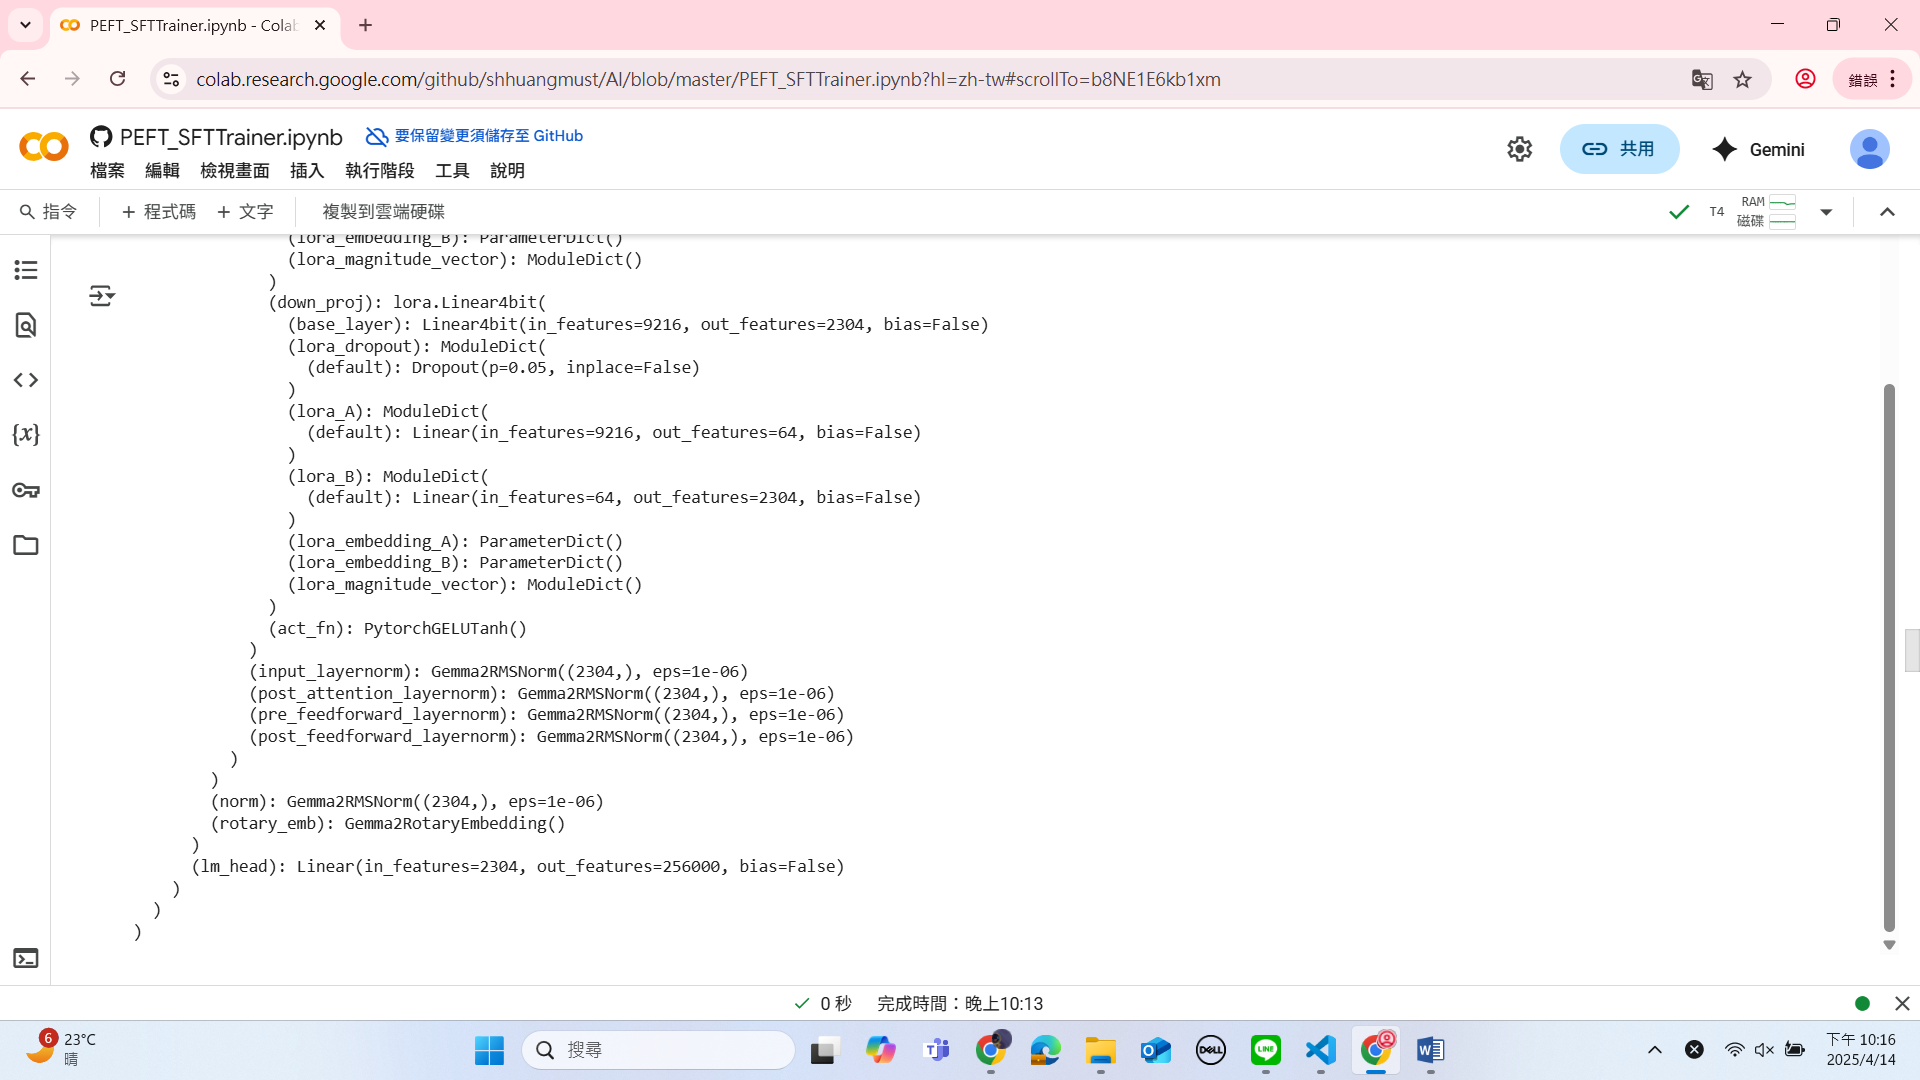 PEFT_SFTTrainer.ipynb - Colab
colab.research.google.com/github/shhuangmust/AI/blob/master/PEFT_SFTTrainer.ipynb?hl=zh-tw#scrollTo=b8NE1E6kb1xm
錯誤
PEFT_SFTTrainer.ipynb
要保留變更須儲存至 GitHub
檔案 編輯 檢視畫面 插入 執行階段 工具 說明
共用
Gemini
指令 + 程式碼 + 文字 複製到雲端硬碟
T4
RAM
磁碟
(lora_embedding_B): ParameterDict()
(lora_magnitude_vector): ModuleDict()
)
(down_proj): lora.Linear4bit(
(base_layer): Linear4bit(in_features=9216, out_features=2304, bias=False)
(lora_dropout): ModuleDict(
(default): Dropout(p=0.05, inplace=False)
)
(lora_A): ModuleDict(
(default): Linear(in_features=9216, out_features=64, bias=False)
)
(lora_B): ModuleDict(
(default): Linear(in_features=64, out_features=2304, bias=False)
)
(lora_embedding_A): ParameterDict()
(lora_embedding_B): ParameterDict()
(lora_magnitude_vector): ModuleDict()
)
(act_fn): PytorchGELUTanh()
)
(input_layernorm): Gemma2RMSNorm((2304,), eps=1e-06)
(post_attention_layernorm): Gemma2RMSNorm((2304,), eps=1e-06)
(pre_feedforward_layernorm): Gemma2RMSNorm((2304,), eps=1e-06)
(post_feedforward_layernorm): Gemma2RMSNorm((2304,), eps=1e-06)
)
)
(norm): Gemma2RMSNorm((2304,), eps=1e-06)
(rotary_emb): Gemma2RotaryEmbedding()
)
(lm_head): Linear(in_features=2304, out_features=256000, bias=False)
)
)
)
0 秒 完成時間:晚上10:13
6
23°C
晴
搜尋
DELL
LINE
下午 10:16
2025/4/14